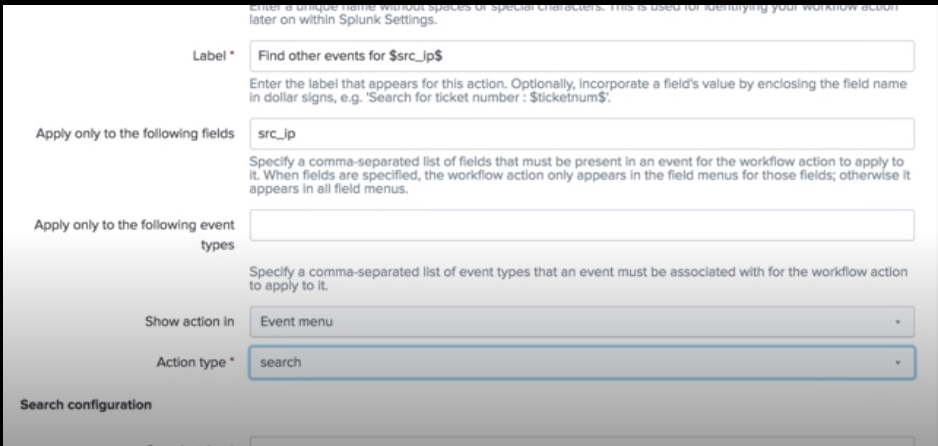 Enter a unique name without spaces or special characters. This is used for identifying your workflow action
later on within Splunk Settings.
Label *
Find other events for $src_ip$
Enter the label that appears for this action. Optionally, incorporate a field's value by enclosing the field name
in dollar signs, e.g. 'Search for ticket number : $ticketnum$'.
Apply only to the following fields
src_ip
Specify a comma-separated list of fields that must be present in an event for the workflow action to apply to
it. When fields are specified, the workflow action only appears in the field menus for those fields; otherwise it
appears in all field menus.
Apply only to the following event
types
Specify a comma-separated list of event types that an event must be associated with for the workflow action
to apply to it.
Show action in
Event menu
Action type *
search
Search configuration